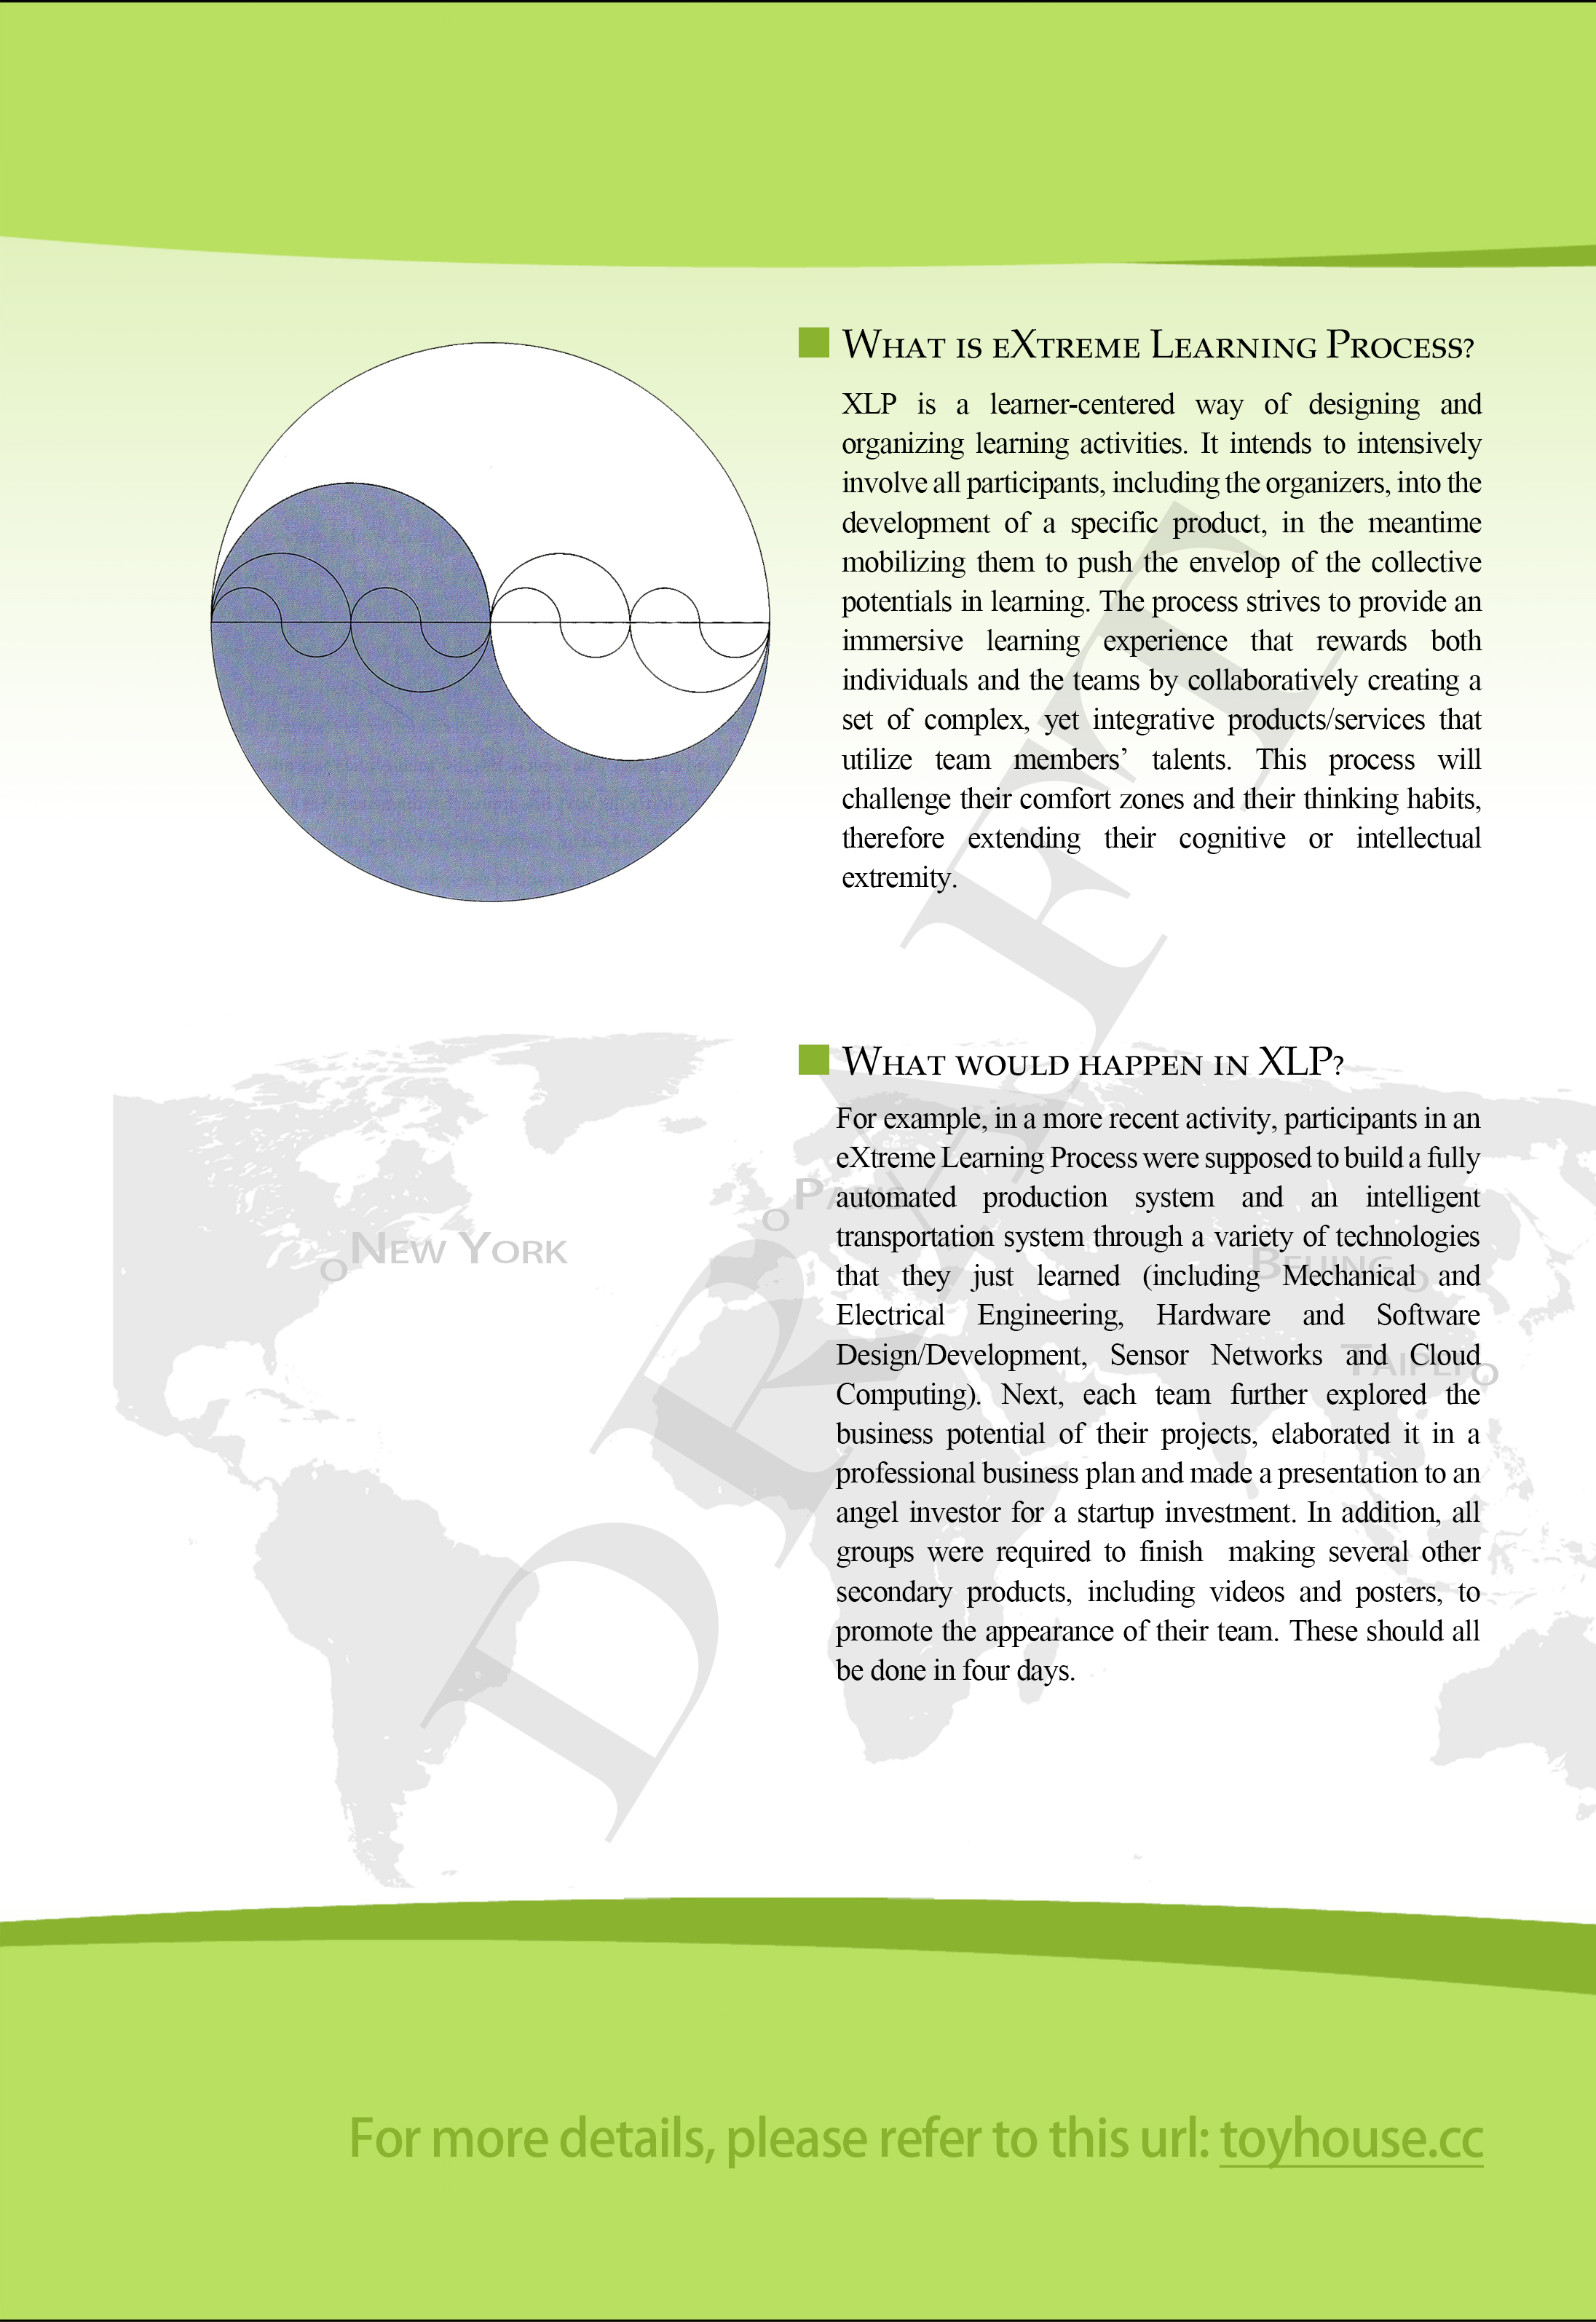 What is eXtreme Learning Process?
XLP is a learner-centered way of designing and
organizing learning activities. It intends to intensively
involve all participants, including the organizers, into the
development of a specific product, in the meantime
mobilizing them to push the envelop of the collective
potentials in learning. The process strives to provide an
immersive learning experience that rewards both
individuals and the teams by collaboratively creating a
set of complex, yet integrative products/services that
utilize team members’ talents. This process will
challenge their comfort zones and their thinking habits,
therefore extending their cognitive or intellectual
extremity.
What would happen in XLP?
For example, in a more recent activity, participants in an
eXtreme Learning Process were supposed to build a fully
automated production system and an intelligent
transportation system through a variety of technologies
that they just learned (including Mechanical and
Electrical Engineering, Hardware and Software
Design/Development, Sensor Networks and Cloud
Computing). Next, each team further explored the
business potential of their projects, elaborated it in a
professional business plan and made a presentation to an
angel investor for a startup investment. In addition, all
groups were required to finish making several other
secondary products, including videos and posters, to
promote the appearance of their team. These should all
be done in four days.
New York
Paris
Beijing
Taipei
DRAFT
For more details, please refer to this url: toyhouse.cc